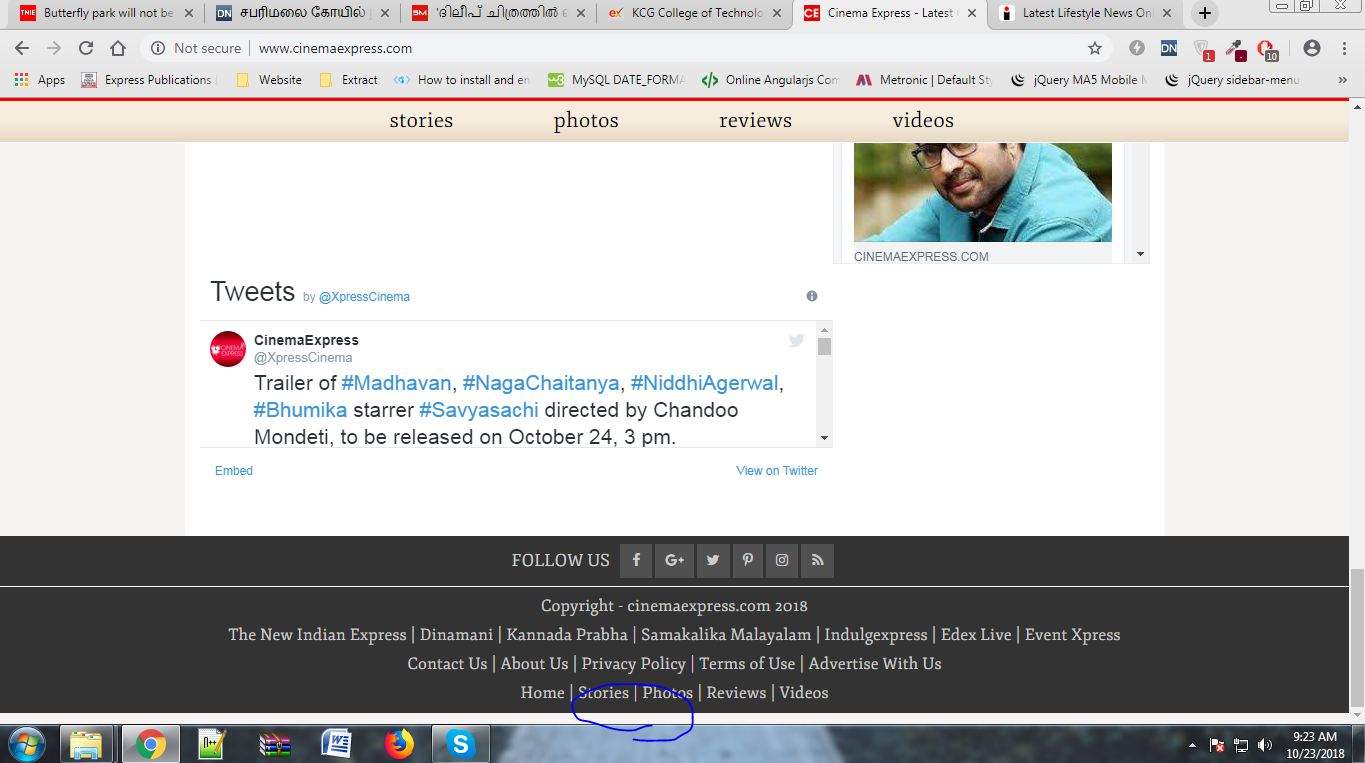 Butterfly park will not be
சபரிமலை கோயில்
'ദിലീപ് ചിത്രത്തിൽ
KCG College of Technolo
Cinema Express - Latest
Latest Lifestyle News Onl
Not secure | www.cinemaexpress.com
Apps
Express Publications
Website
Extract
How to install and en
MySQL DATE_FORMA
Online Angularjs Com
Metronic | Default Sty
jQuery MA5 Mobile
jQuery sidebar-menu
stories
photos
reviews
videos
CINEMAEXPRESS.COM
Tweets by @XpressCinema
CinemaExpress
@XpressCinema
Trailer of #Madhavan, #NagaChaitanya, #NiddhiAgerwal,
#Bhumika starrer #Savyasachi directed by Chandoo
Mondeti, to be released on October 24, 3 pm.
Embed
View on Twitter
FOLLOW US
Copyright - cinemaexpress.com 2018
The New Indian Express | Dinamani | Kannada Prabha | Samakalika Malayalam | Indulgexpress | Edex Live | Event Xpress
Contact Us | About Us | Privacy Policy | Terms of Use | Advertise With Us
Home | Stories | Photos | Reviews | Videos
9:23 AM
10/23/2018